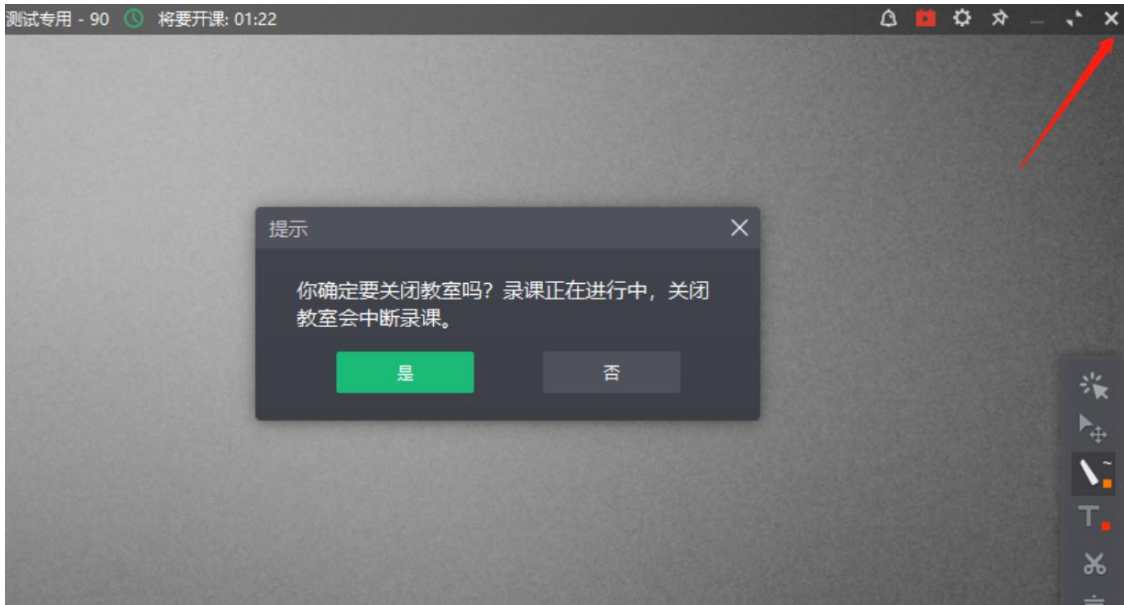 测试专用 - 90 将要开课: 01:22
提示
你确定要关闭教室吗？录课正在进行中，关闭
教室会中断录课。
是 否
T